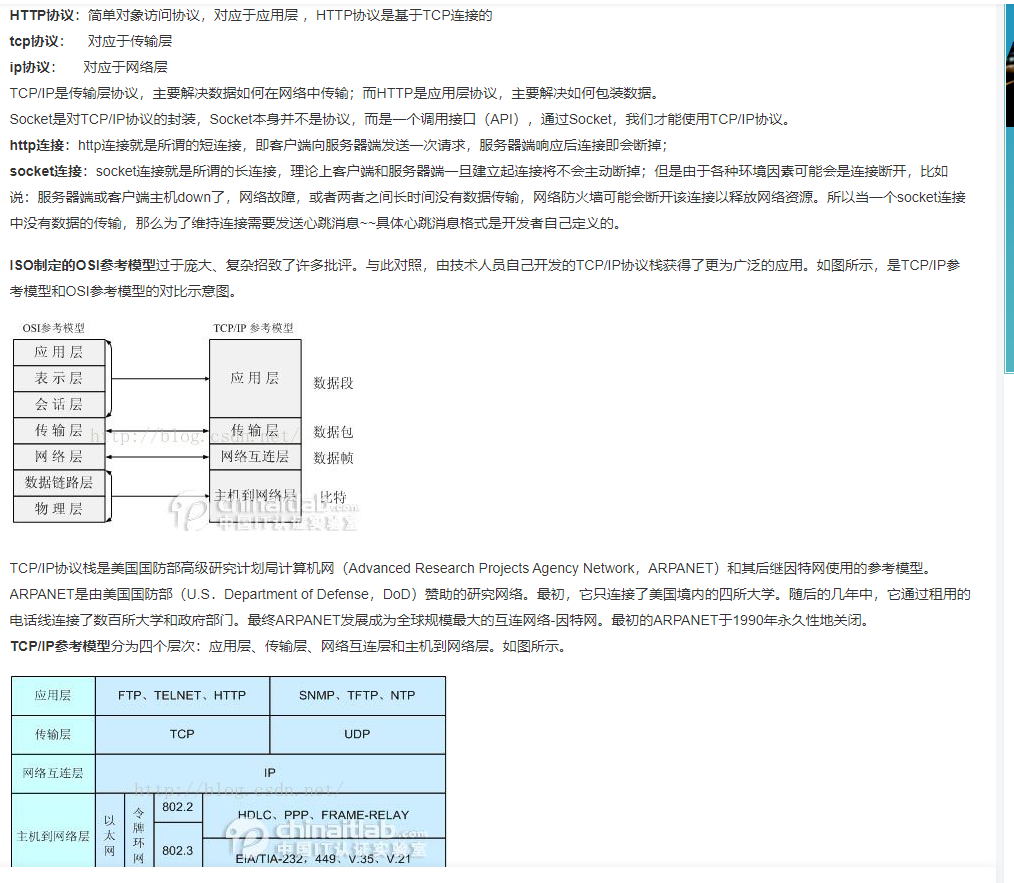 HTTP协议：简单对象访问协议，对应于应用层 ，HTTP协议是基于TCP连接的
tcp协议： 对应于传输层
ip协议： 对应于网络层
TCP/IP是传输层协议，主要解决数据如何在网络中传输；而HTTP是应用层协议，主要解决如何包装数据。
Socket是对TCP/IP协议的封装，Socket本身并不是协议，而是一个调用接口（API），通过Socket，我们才能使用TCP/IP协议。
http连接：http连接就是所谓的短连接，即客户端向服务器端发送一次请求，服务器端响应后连接即会断掉；
socket连接：socket连接就是所谓的长连接，理论上客户端和服务器端一旦建立起连接将不会主动断掉；但是由于各种环境因素可能会是连接断开，比如
说：服务器端或客户端主机down了，网络故障，或者两者之间长时间没有数据传输，网络防火墙可能会断开该连接以释放网络资源。所以当一个socket连接
中没有数据的传输，那么为了维持连接需要发送心跳消息~~具体心跳消息格式是开发者自己定义的。
ISO制定的OSI参考模型过于庞大、复杂招致了许多批评。与此对照，由技术人员自己开发的TCP/IP协议栈获得了更为广泛的应用。如图所示，是TCP/IP参
考模型和OSI参考模型的对比示意图。
OSI参考模型 TCP/IP 参考模型
应用层
表示层 应用层 数据段
会话层
传输层 http://blog.csdn.net/ 传输层 数据包
网络层 网络互连层 数据帧
数据链路层
主机到网络层 比特
物理层
chinaitlab.com
中国IT认证实验室
TCP/IP协议栈是美国国防部高级研究计划局计算机网（Advanced Research Projects Agency Network，ARPANET）和其后继因特网使用的参考模型。
ARPANET是由美国国防部（U.S．Department of Defense，DoD）赞助的研究网络。最初，它只连接了美国境内的四所大学。随后的几年中，它通过租用的
电话线连接了数百所大学和政府部门。最终ARPANET发展成为全球规模最大的互连网络-因特网。最初的ARPANET于1990年永久性地关闭。
TCP/IP参考模型分为四个层次：应用层、传输层、网络互连层和主机到网络层。如图所示。
应用层 FTP、TELNET、HTTP SNMP、TFTP、NTP
传输层 TCP UDP
网络互连层 IP
http://blog.csdn.net/
主机到网络层 以太网 令牌环网 802.2 HDLC、PPP、FRAME-RELAY
chinaitlab.com
中国IT认证实验室
802.3 EIA/TIA-232，449、V.35、V.21